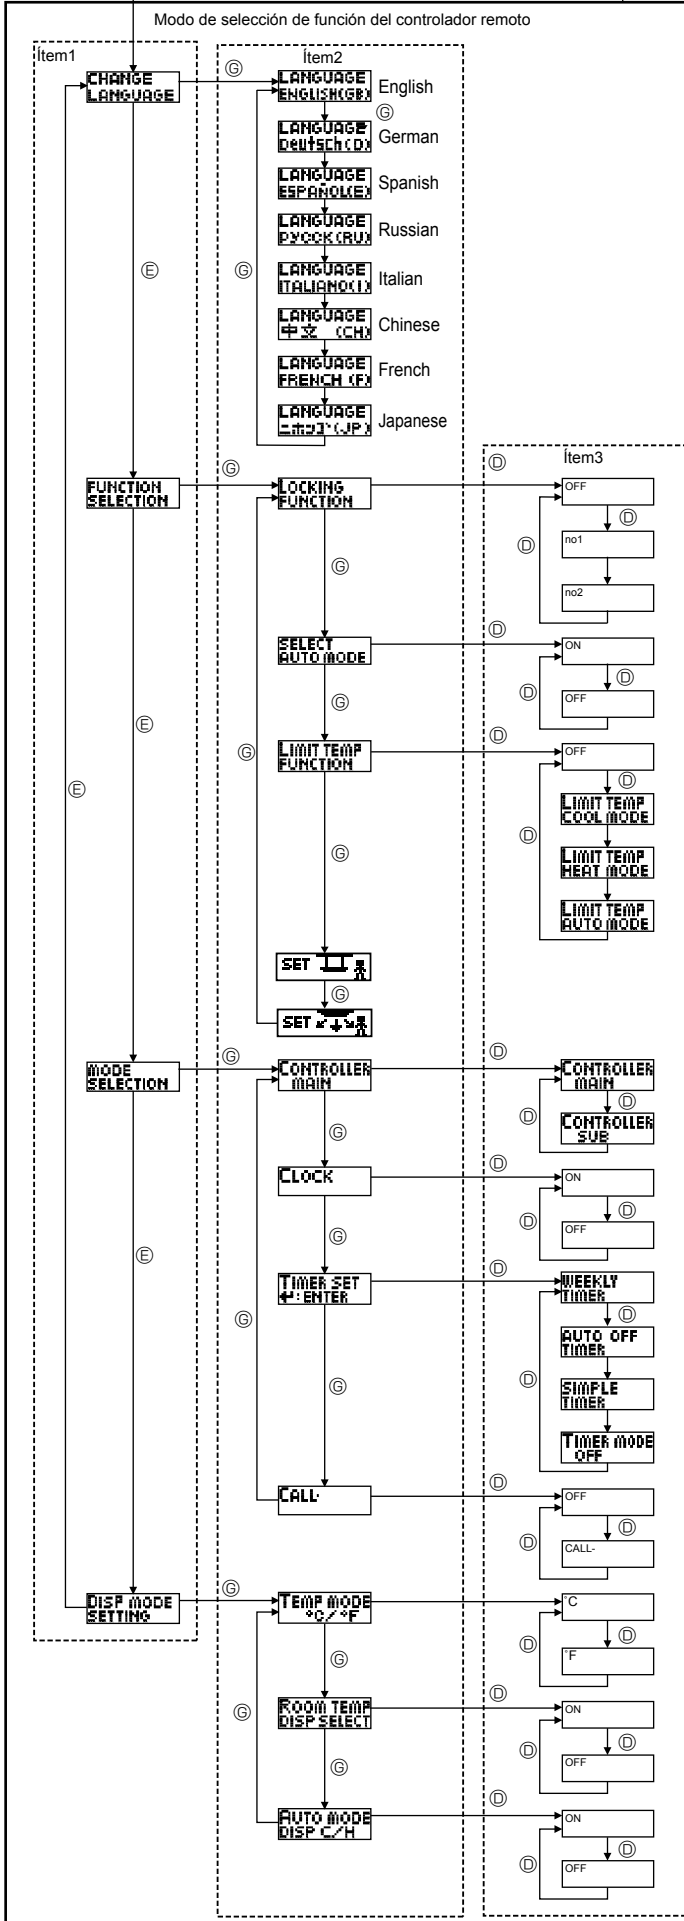 Modo de selección de función del controlador remoto
Ítem1
Ítem2
CHANGE
LANGUAGE
G
LANGUAGE
ENGLISH(GB)
English
G
LANGUAGE
Deutsch(D)
German
LANGUAGE
ESPAÑOL(E)
Spanish
LANGUAGE
РУССК(RU)
Russian
E
G
LANGUAGE
ITALIANO(I)
Italian
LANGUAGE
中文 (CH)
Chinese
LANGUAGE
FRENCH (F)
French
LANGUAGE
ニホンゴ(JP)
Japanese
Ítem3
FUNCTION
SELECTION
G
LOCKING
FUNCTION
D
OFF
D
D
no1
no2
G
SELECT
AUTO MODE
D
ON
D
D
OFF
G
E
G
LIMIT TEMP
FUNCTION
D
OFF
D
E
LIMIT TEMP
COOL MODE
D
LIMIT TEMP
HEAT MODE
G
LIMIT TEMP
AUTO MODE
SET
G
SET
MODE
SELECTION
G
CONTROLLER
MAIN
D
CONTROLLER
MAIN
D
D
CONTROLLER
SUB
G
CLOCK
D
ON
D
D
OFF
G
E
TIMER SET
↵:ENTER
D
WEEKLY
TIMER
D
G
AUTO OFF
TIMER
G
D
SIMPLE
TIMER
TIMER MODE
OFF
CALL-
D
OFF
D
D
CALL-
DISP MODE
SETTING
G
TEMP MODE
°C/°F
°C
D
D
°F
G
ROOM TEMP
DISP SELECT
D
ON
G
D
D
OFF
G
AUTO MODE
DISP C/H
D
ON
D
D
OFF